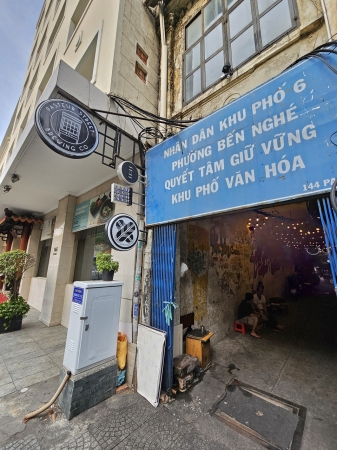 PASTEUR STREET
BREWING CO
NHÂN DÂN KHU PHỐ 6
PHƯỜNG BẾN NGHÉ
QUYẾT TÂM GIỮ VỮNG
KHU PHỐ VĂN HÓA
144 PA